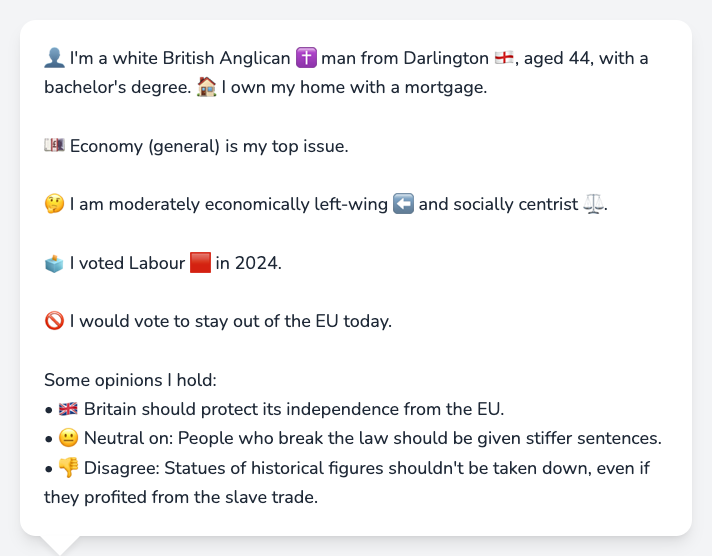 👤 I'm a white British Anglican ✝️ man from Darlington 🏴󠁧󠁢󠁥󠁮󠁧󠁿, aged 44, with a
bachelor's degree. 🏠 I own my home with a mortgage.
💷 Economy (general) is my top issue.
🤔 I am moderately economically left-wing ⬅️ and socially centrist ⚖️.
🗳️ I voted Labour 🟥 in 2024.
🚫 I would vote to stay out of the EU today.
Some opinions I hold:
• 🇬🇧 Britain should protect its independence from the EU.
• 😐 Neutral on: People who break the law should be given stiffer sentences.
• 👎 Disagree: Statues of historical figures shouldn't be taken down, even if
they profited from the slave trade.